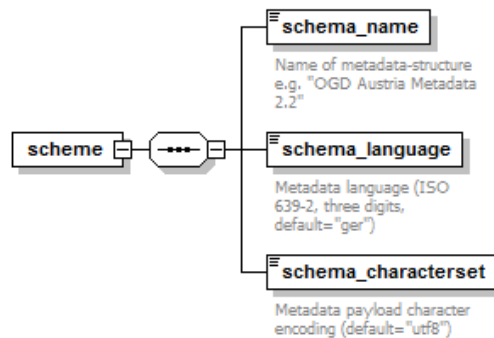 schema_name
Name of metadata-structure
e.g. "OGD Austria Metadata
2.2"
scheme
schema_language
Metadata language (ISO
639-2, three digits,
default="ger")
schema_characterset
Metadata payload character
encoding (default="utf8")